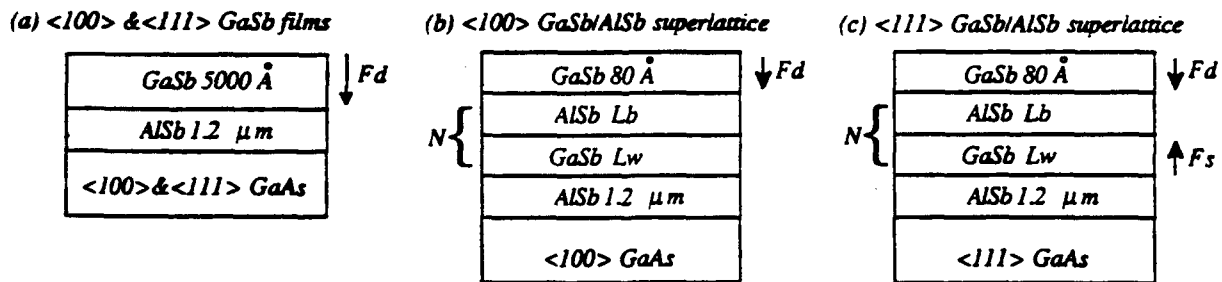 (a) <100> & <111> GaSb films
GaSb 5000 Å
Fd
AlSb 1.2 μm
<100>&<111> GaAs
(b) <100> GaSb/AlSb superlattice
GaSb 80 Å
Fd
AlSb Lb
N{
GaSb Lw
AlSb 1.2 μm
<100> GaAs
(c) <111> GaSb/AlSb superlattice
GaSb 80 Å
Fd
AlSb Lb
N{
GaSb Lw
Fs
AlSb 1.2 μm
<111> GaAs